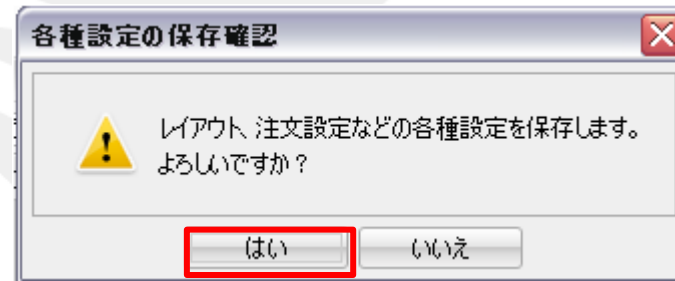 各種設定の保存確認
レイアウト、注文設定などの各種設定を保存します。
よろしいですか？
はい
いいえ